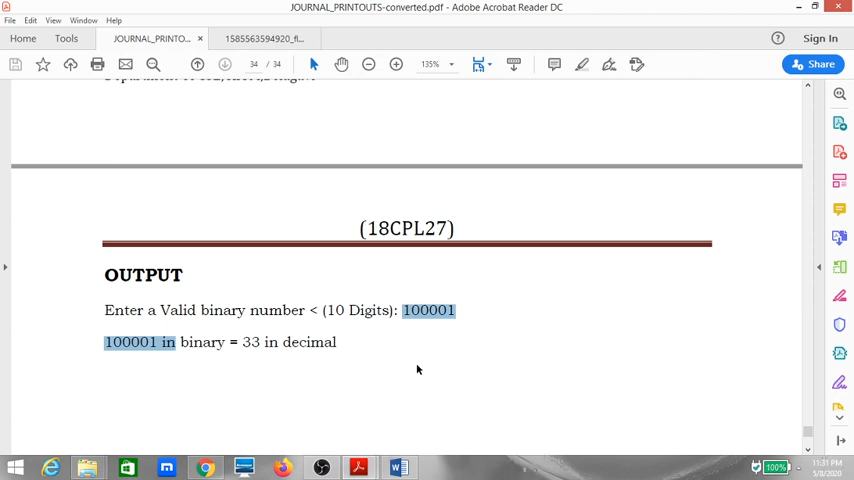 JOURNAL_PRINTOUTS-converted.pdf - Adobe Acrobat Reader DC
File Edit View Window Help
Home Tools JOURNAL_PRINTO... × 1585563594920_fl... Sign In
34 / 34 135% Share
(18CPL27)
OUTPUT
Enter a Valid binary number < (10 Digits): 100001
100001 in binary = 33 in decimal
100% 11:31 PM
5/8/2020